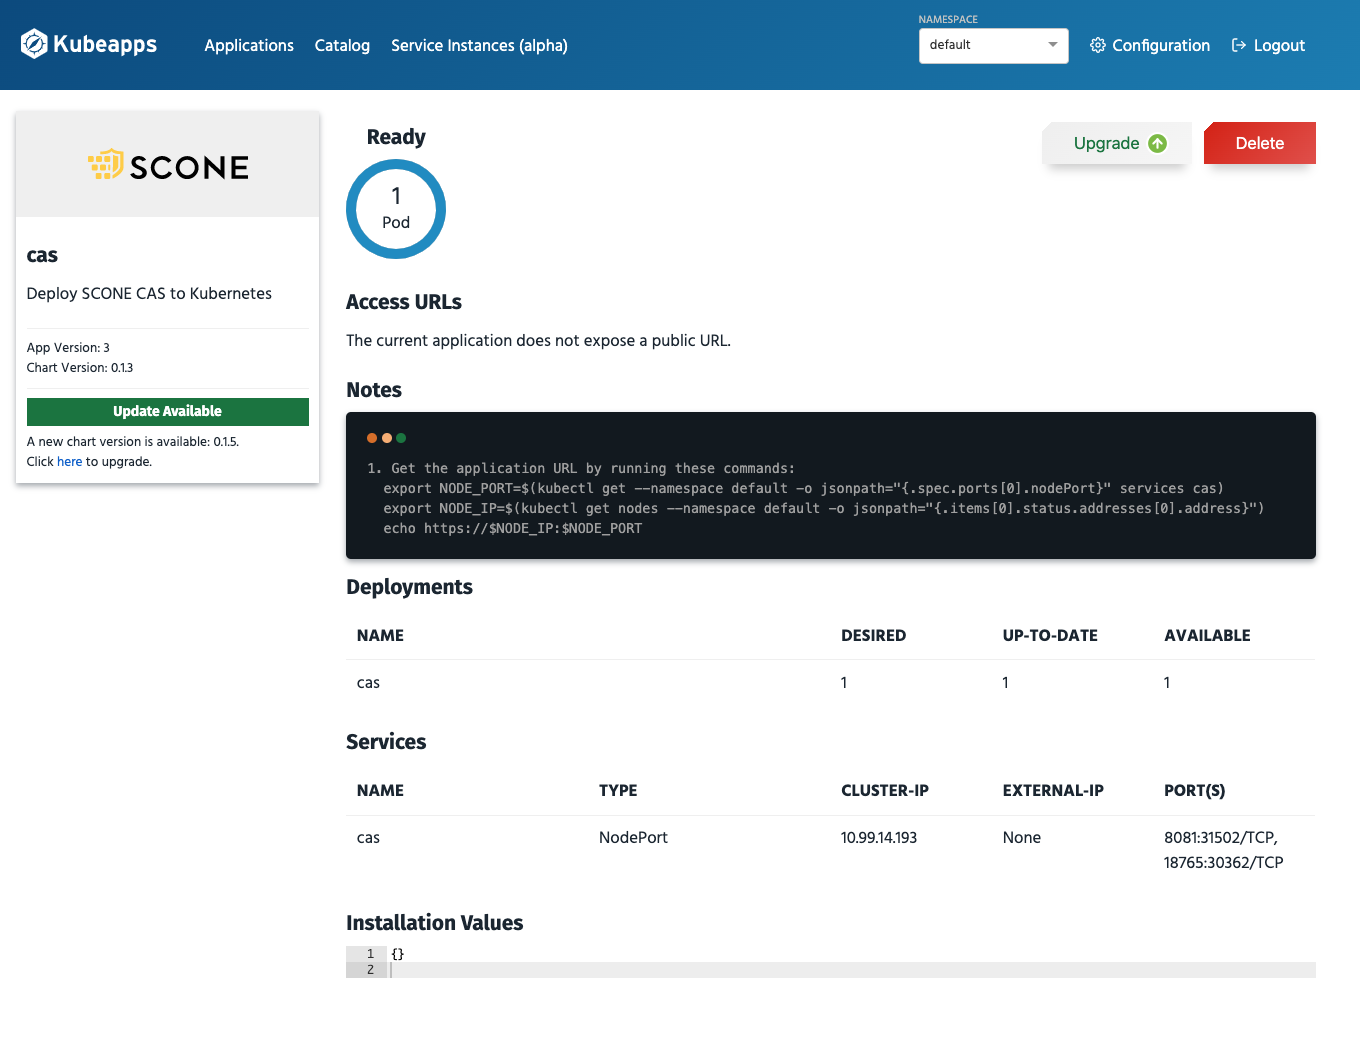 Kubeapps
Applications
Catalog
Service Instances (alpha)
NAMESPACE
default
Configuration
Logout
SCONE
cas
Deploy SCONE CAS to Kubernetes
App Version: 3
Chart Version: 0.1.3
Update Available
A new chart version is available: 0.1.5.
Click here to upgrade.
Ready
1
Pod
Upgrade
Delete
Access URLs
The current application does not expose a public URL.
Notes
1. Get the application URL by running these commands:
export NODE_PORT=$(kubectl get --namespace default -o jsonpath="{.spec.ports[0].nodePort}" services cas)
export NODE_IP=$(kubectl get nodes --namespace default -o jsonpath="{.items[0].status.addresses[0].address}")
echo https://$NODE_IP:$NODE_PORT
Deployments
NAME DESIRED UP-TO-DATE AVAILABLE
cas 1 1 1
Services
NAME TYPE CLUSTER-IP EXTERNAL-IP PORT(S)
cas NodePort 10.99.14.193 None 8081:31502/TCP,
18765:30362/TCP
Installation Values
1 {}
2